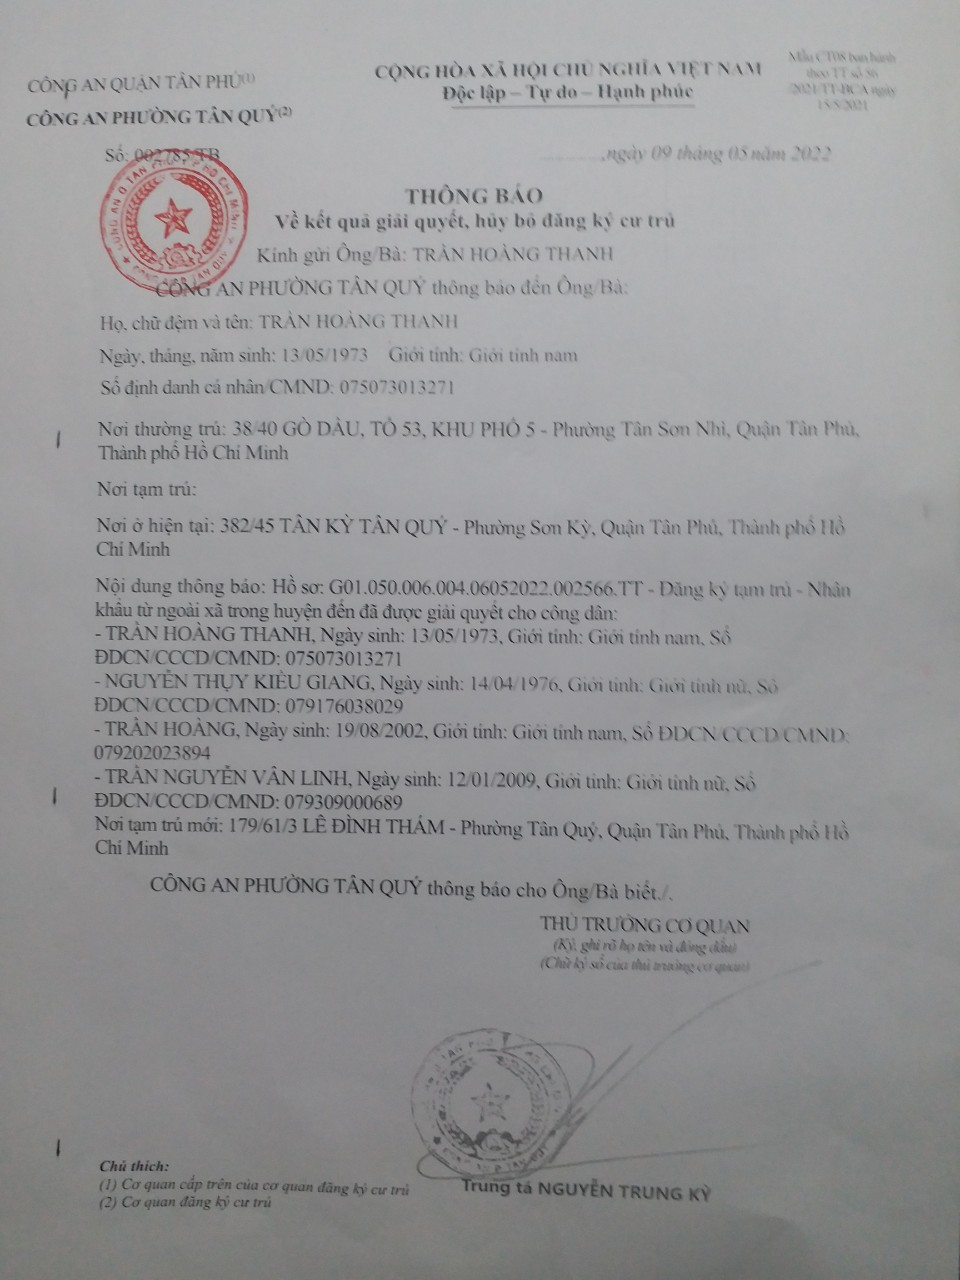 CÔNG AN QUẬN TÂN PHÚ(1)
CÔNG AN PHƯỜNG TÂN QUÝ(2)
CỘNG HÒA XÃ HỘI CHỦ NGHĨA VIỆT NAM
Độc lập – Tự do – Hạnh phúc
Mẫu CT08 ban hành
theo TT số 56
/2021/TT-BCA ngày
15/5/2021
Số: 002785/TB
............,ngày 09 tháng 05 năm 2022
THÔNG BÁO
Về kết quả giải quyết, hủy bỏ đăng ký cư trú
Kính gửi Ông/Bà: TRẦN HOÀNG THANH
CÔNG AN PHƯỜNG TÂN QUÝ thông báo đến Ông/Bà:
Họ, chữ đệm và tên: TRẦN HOÀNG THANH
Ngày, tháng, năm sinh: 13/05/1973 Giới tính: Giới tính nam
Số định danh cá nhân/CMND: 075073013271
Nơi thường trú: 38/40 GÒ DẦU, TỔ 53, KHU PHỐ 5 - Phường Tân Sơn Nhì, Quận Tân Phú,
Thành phố Hồ Chí Minh
Nơi tạm trú:
Nơi ở hiện tại: 382/45 TÂN KỲ TÂN QUÝ - Phường Sơn Kỳ, Quận Tân Phú, Thành phố Hồ
Chí Minh
Nội dung thông báo: Hồ sơ: G01.050.006.004.06052022.002566.TT - Đăng ký tạm trú - Nhân
khẩu từ ngoài xã trong huyện đến đã được giải quyết cho công dân:
- TRẦN HOÀNG THANH, Ngày sinh: 13/05/1973, Giới tính: Giới tính nam, Số
ĐDCN/CCCD/CMND: 075073013271
- NGUYỄN THỤY KIỀU GIANG, Ngày sinh: 14/04/1976, Giới tính: Giới tính nữ, Số
ĐDCN/CCCD/CMND: 079176038029
- TRẦN HOÀNG, Ngày sinh: 19/08/2002, Giới tính: Giới tính nam, Số ĐDCN/CCCD/CMND:
079202023894
- TRẦN NGUYỄN VÂN LINH, Ngày sinh: 12/01/2009, Giới tính: Giới tính nữ, Số
ĐDCN/CCCD/CMND: 079309000689
Nơi tạm trú mới: 179/61/3 LÊ ĐÌNH THÁM - Phường Tân Quý, Quận Tân Phú, Thành phố Hồ
Chí Minh
CÔNG AN PHƯỜNG TÂN QUÝ thông báo cho Ông/Bà biết./.
THỦ TRƯỞNG CƠ QUAN
(Ký, ghi rõ họ tên và đóng dấu)
(Chữ ký số của thủ trưởng cơ quan)
Trung tá NGUYỄN TRUNG KỲ
Chú thích:
(1) Cơ quan cấp trên của cơ quan đăng ký cư trú
(2) Cơ quan đăng ký cư trú